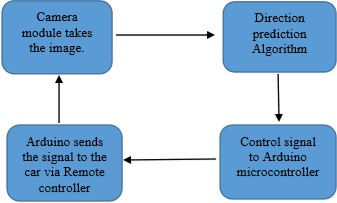 Camera
module takes
the image.
Direction
prediction
Algorithm
Control signal
to Arduino
microcontroller
Arduino sends
the signal to the
car via Remote
controller